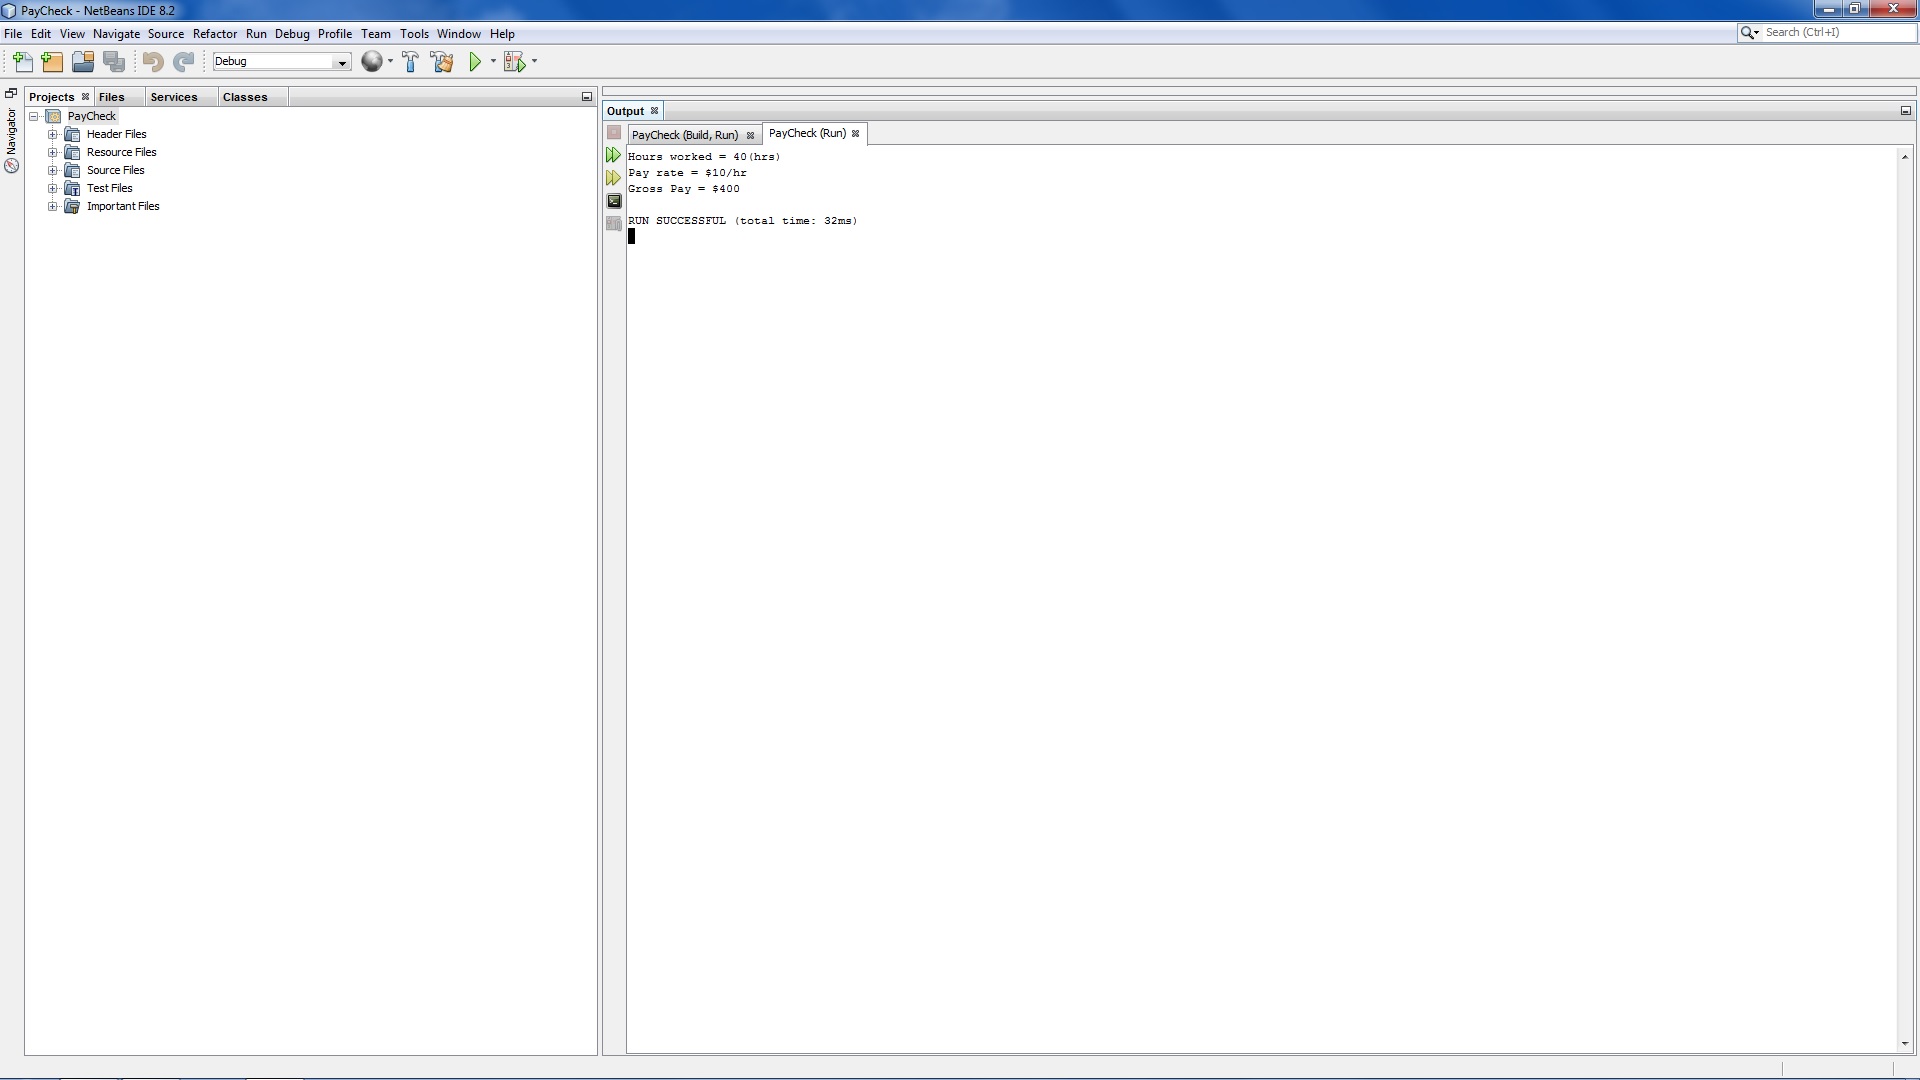 PayCheck - NetBeans IDE 8.2
File Edit View Navigate Source Refactor Run Debug Profile Team Tools Window Help
Search (Ctrl+I)
Debug
Navigator
Projects Files Services Classes
PayCheck
Header Files
Resource Files
Source Files
Test Files
Important Files
Output
PayCheck (Build, Run) PayCheck (Run)
Hours worked = 40(hrs)
Pay rate = $10/hr
Gross Pay = $400
RUN SUCCESSFUL (total time: 32ms)